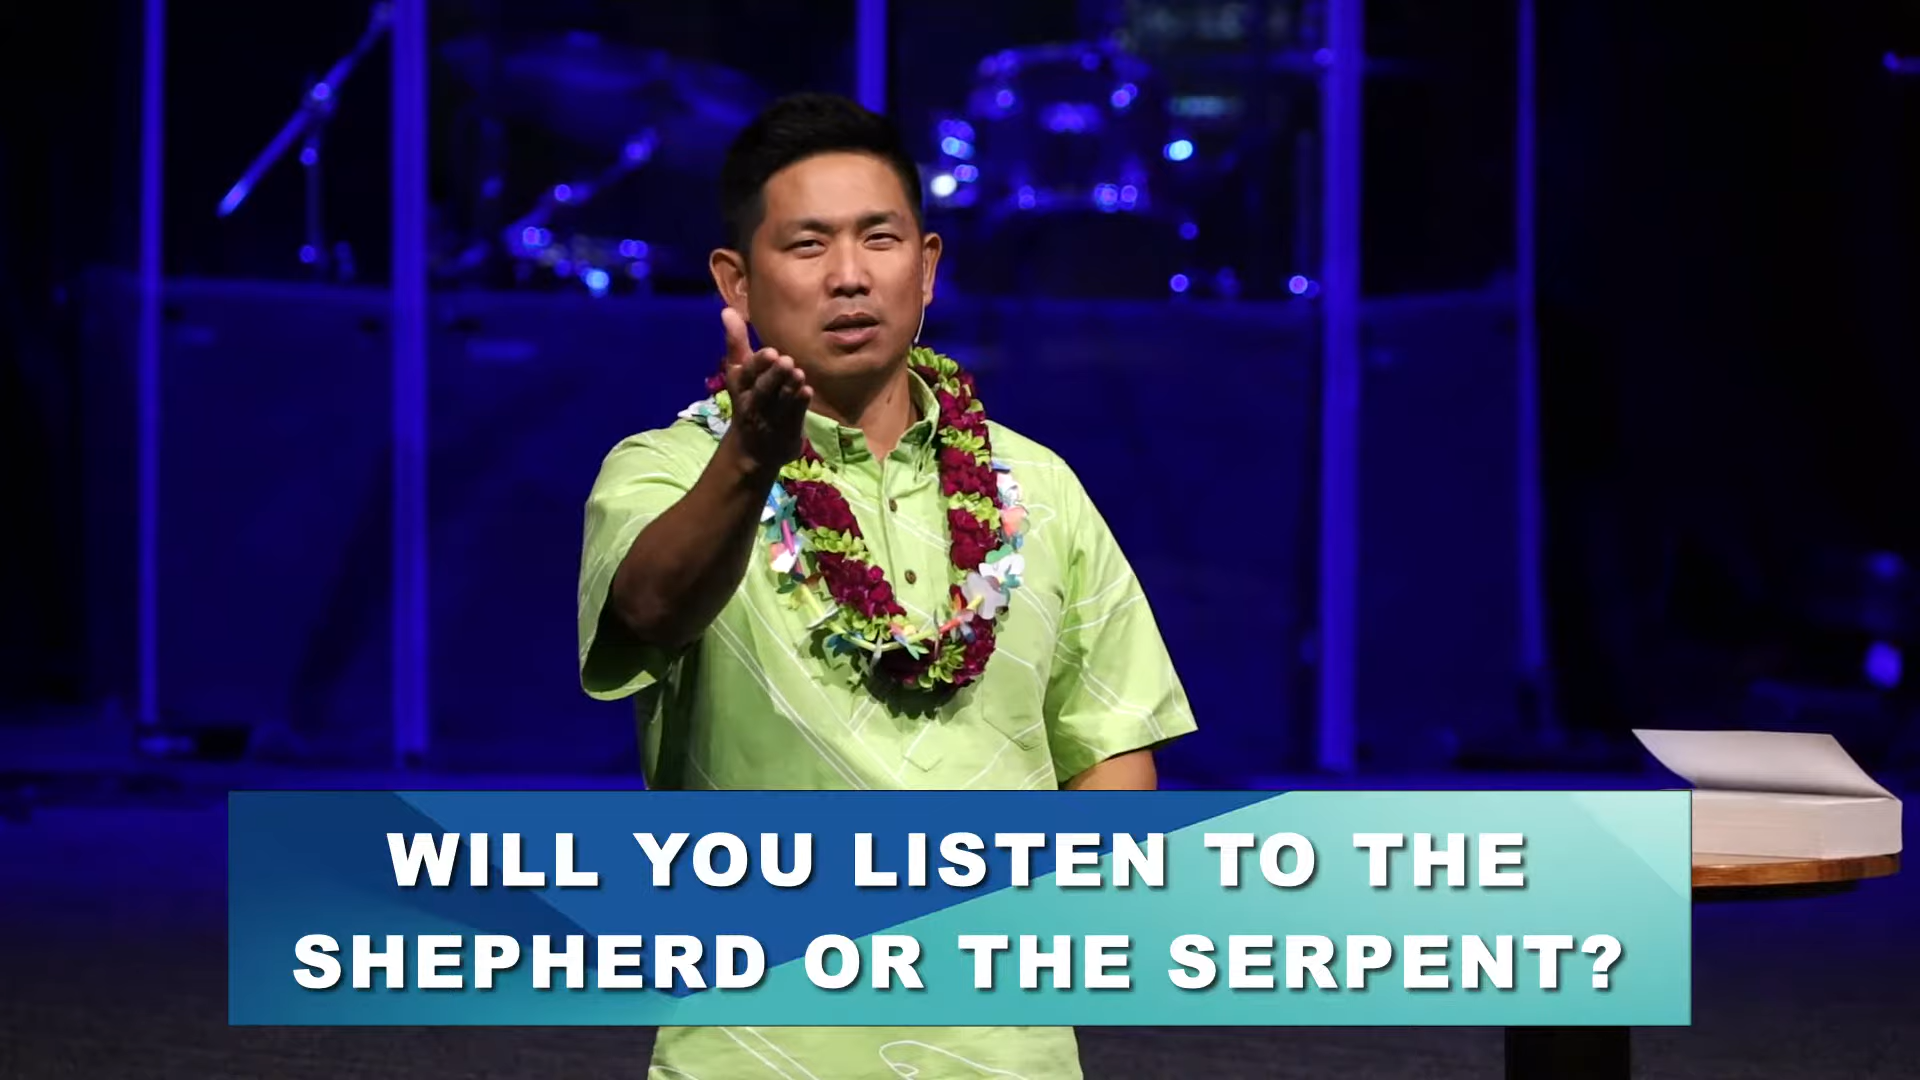 WILL YOU LISTEN TO THE
SHEPHERD OR THE SERPENT?